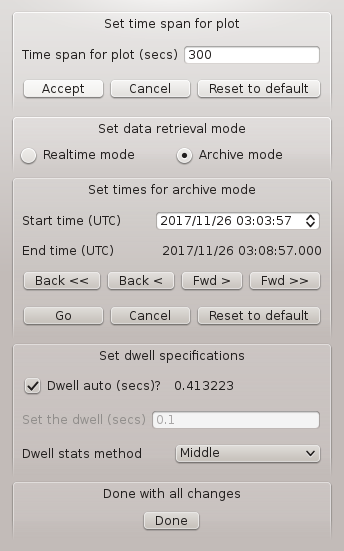 Set time span for plot
Time span for plot (secs) 300
Accept Cancel Reset to default
Set data retrieval mode
Realtime mode Archive mode
Set times for archive mode
Start time (UTC) 2017/11/26 03:03:57
End time (UTC) 2017/11/26 03:08:57.000
Back << Back < Fwd > Fwd >>
Go Cancel Reset to default
Set dwell specifications
Dwell auto (secs)? 0.413223
Set the dwell (secs) 0.1
Dwell stats method Middle
Done with all changes
Done